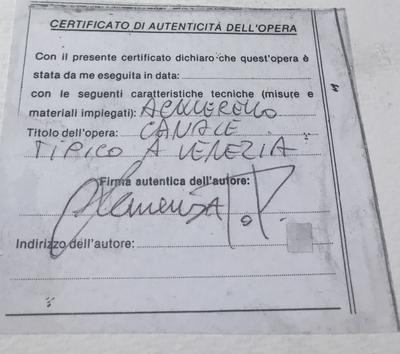 CERTIFICATO DI AUTENTICITÀ DELL'OPERA
Con il presente certificato dichiaro che quest'opera è
stata da me eseguita in data:
con le seguenti caratteristiche tecniche (misure e
materiali impiegati): ACQUERELLO
Titolo dell'opera: CANALE
TIPICO A VENEZIA
Firma autentica dell'autore:
Indirizzo dell'autore: